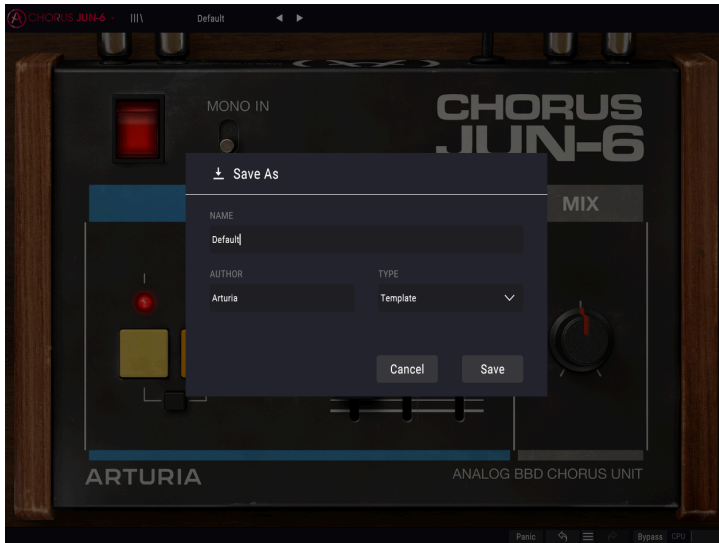 CHORUS JUN-6
Default
MONO IN
CHORUS
JUN-6
Save As
MIX
NAME
Default
AUTHOR
TYPE
Arturia
Template
I
Cancel
Save
ARTURIA
ANALOG BBD CHORUS UNIT
Panic
Bypass
CPU